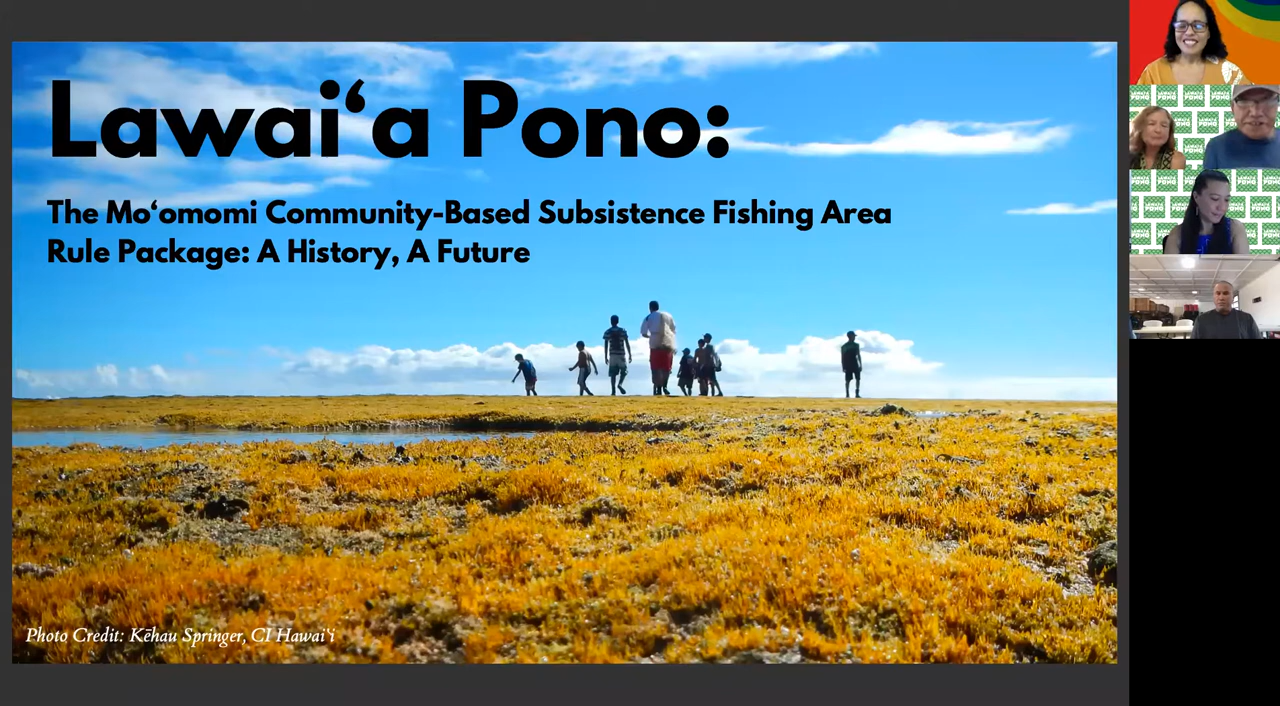 Lawaiʻa Pono:
The Moʻomomi Community-Based Subsistence Fishing Area
Rule Package: A History, A Future
Photo Credit: Kēhau Springer, CI Hawaiʻi